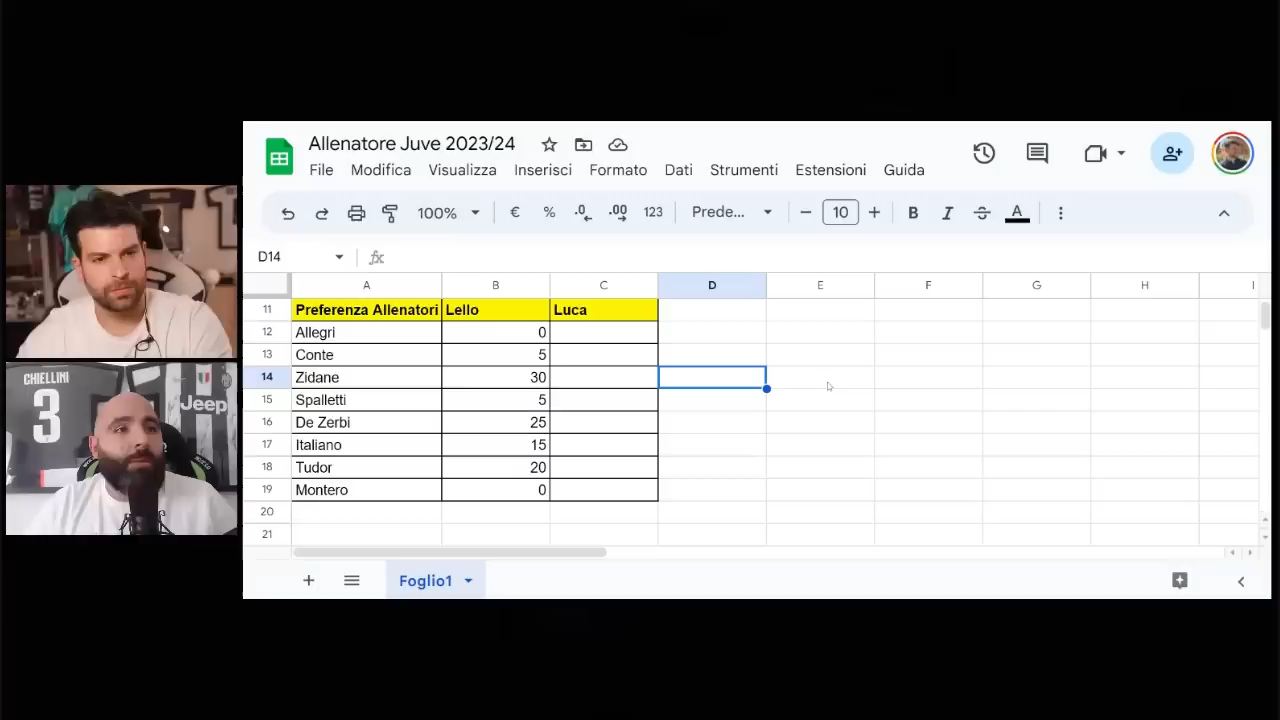 Allenatore Juve 2023/24
File Modifica Visualizza Inserisci Formato Dati Strumenti Estensioni Guida
100% € % .0 .00 123 Prede... 10 B I S A
D14 fx
A B C D E F G H I
11 Preferenza Allenatori Lello Luca
12 Allegri 0
13 Conte 5
14 Zidane 30
15 Spalletti 5
16 De Zerbi 25
17 Italiano 15
18 Tudor 20
19 Montero 0
20
21
Foglio1
CHIELLINI
3
Jeep